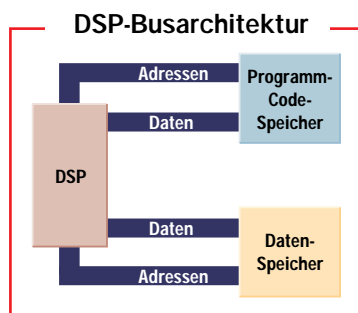 DSP-Busarchitektur
Adressen
Programm-
Code-
Speicher
Daten
DSP
Daten
Daten-
Speicher
Adressen